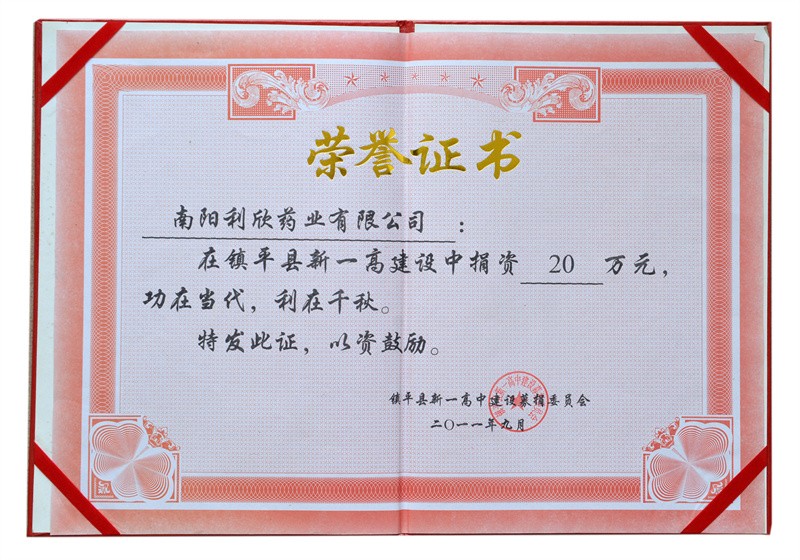 荣誉证书
南阳利欣药业有限公司：
在镇平县新一高建设中捐资 20 万元，
功在当代，利在千秋。
特发此证，以资鼓励。
镇平县新一高中建设募捐委员会
二〇一一年九月